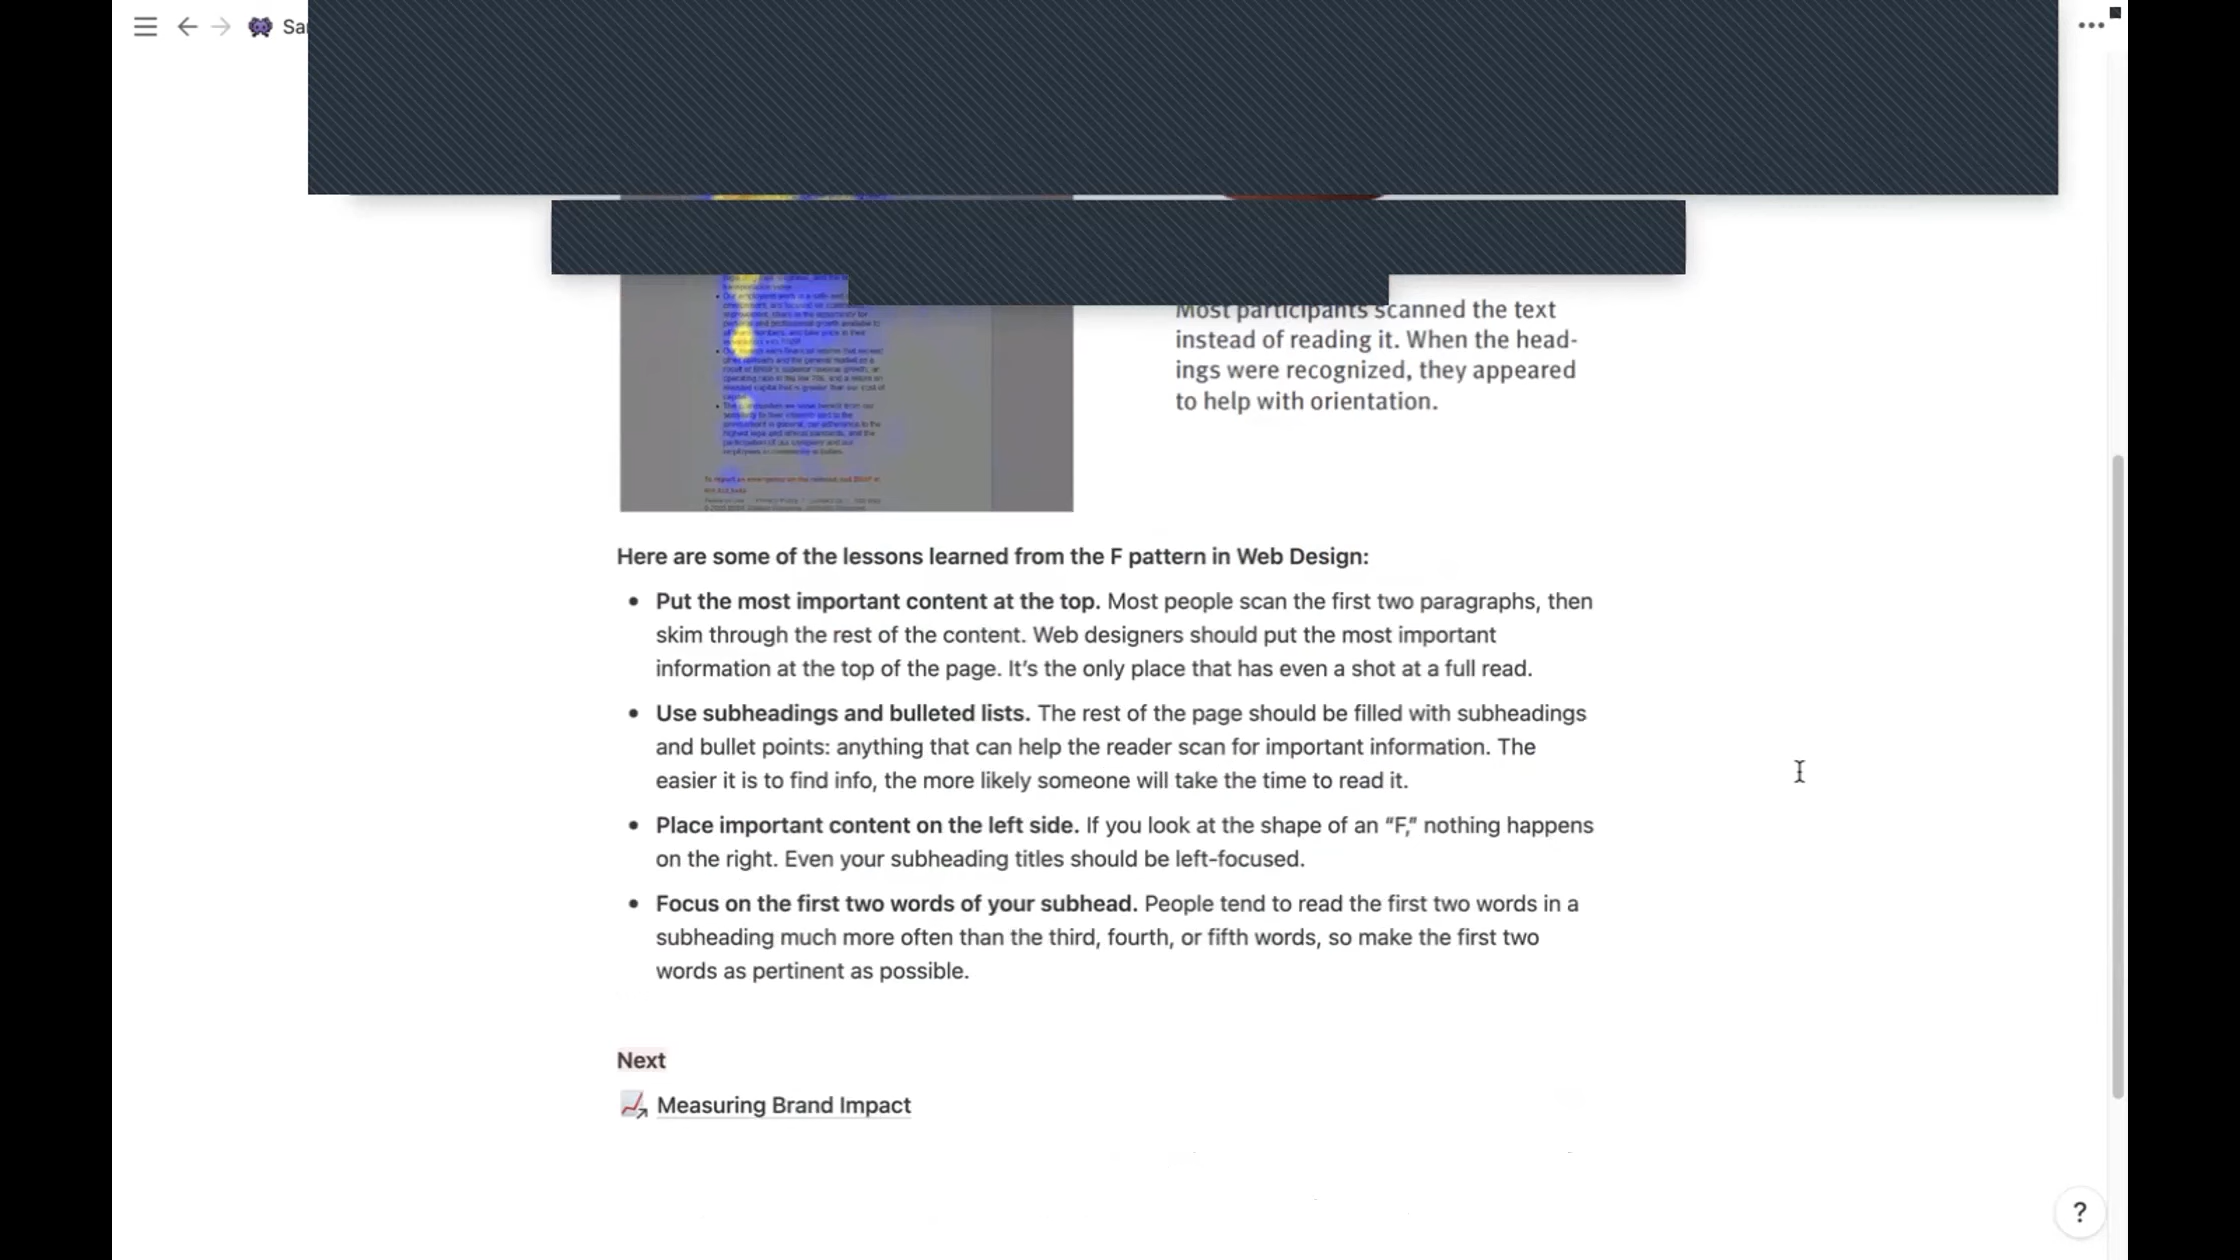 Most participants scanned the text
instead of reading it. When the head-
ings were recognized, they appeared
to help with orientation.
Here are some of the lessons learned from the F pattern in Web Design:
Put the most important content at the top. Most people scan the first two paragraphs, then
skim through the rest of the content. Web designers should put the most important
information at the top of the page. It’s the only place that has even a shot at a full read.
Use subheadings and bulleted lists. The rest of the page should be filled with subheadings
and bullet points: anything that can help the reader scan for important information. The
easier it is to find info, the more likely someone will take the time to read it.
Place important content on the left side. If you look at the shape of an “F,” nothing happens
on the right. Even your subheading titles should be left-focused.
Focus on the first two words of your subhead. People tend to read the first two words in a
subheading much more often than the third, fourth, or fifth words, so make the first two
words as pertinent as possible.
Next
Measuring Brand Impact
?